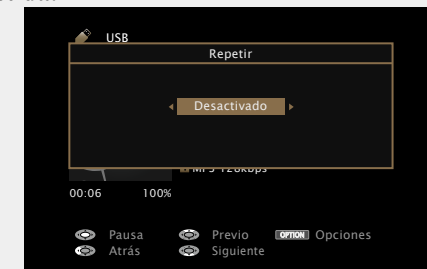 USB
Repetir
Desactivado
MP3 128kbps
00:06 100%
Pausa Previo OPTION Opciones
Atrás Siguiente